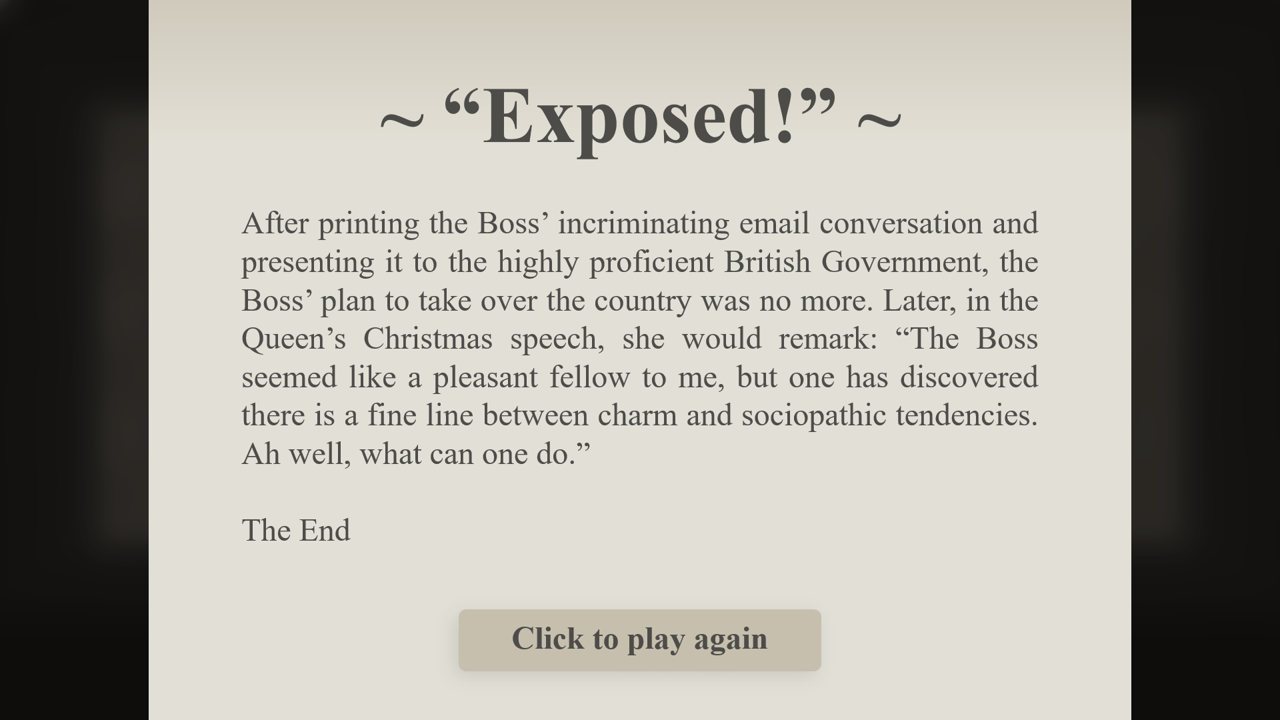 ~ “Exposed!” ~
After printing the Boss’ incriminating email conversation and
presenting it to the highly proficient British Government, the
Boss’ plan to take over the country was no more. Later, in the
Queen’s Christmas speech, she would remark: “The Boss
seemed like a pleasant fellow to me, but one has discovered
there is a fine line between charm and sociopathic tendencies.
Ah well, what can one do.”
The End
Click to play again